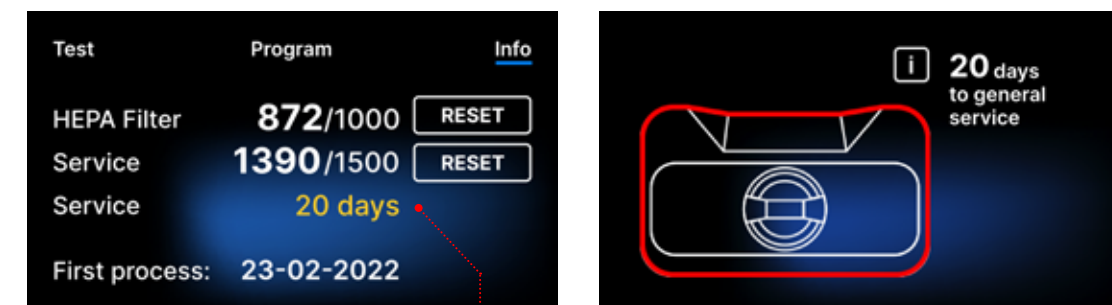 Test Program Info
HEPA Filter 872/1000 RESET
Service 1390/1500 RESET
Service 20 days
First process: 23-02-2022
i 20 days
to general
service